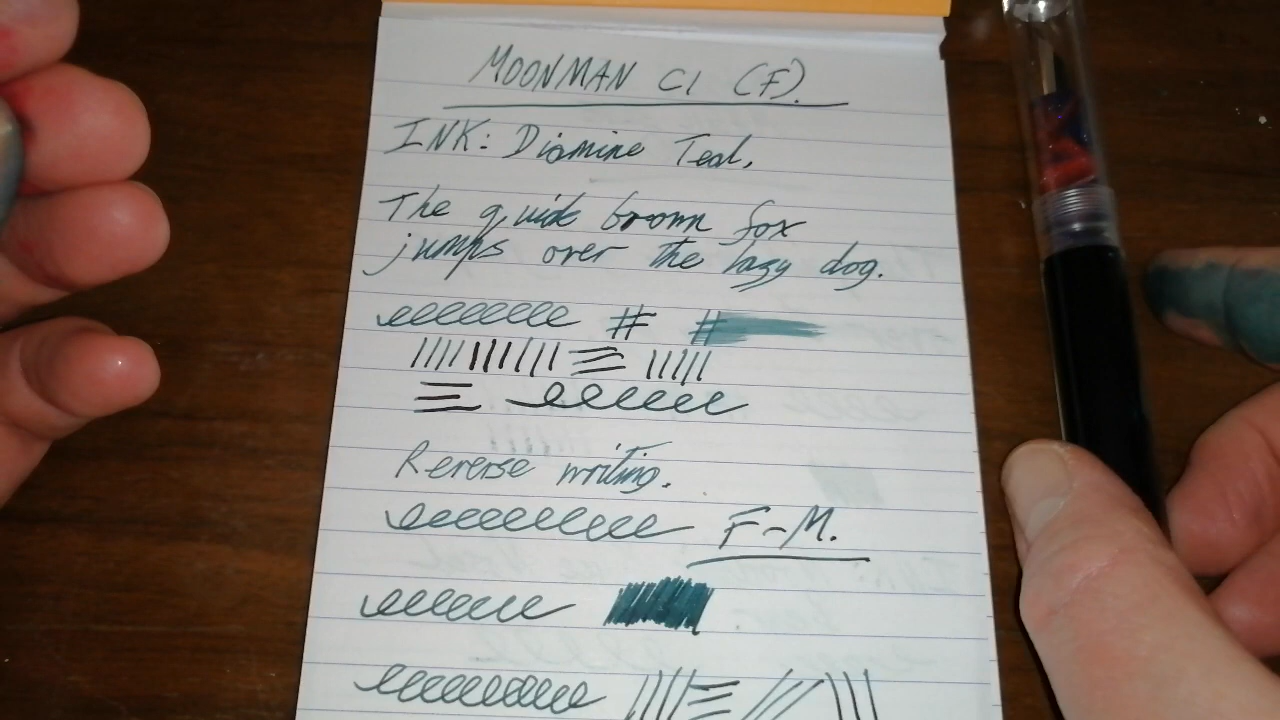 MOONMAN C1 (F).
INK: Diamine Teal.
The quick brown fox
jumps over the lazy dog.
# #
Reverse writing.
F-M.